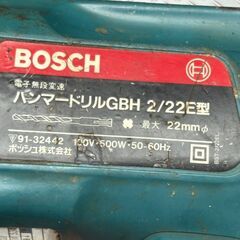 BOSCH
電子無段変速
ハンマードリルGBH 2/22E型
最大 22mmφ
〒91-32442 100V·500W·50-60Hz
ボッシュ株式会社